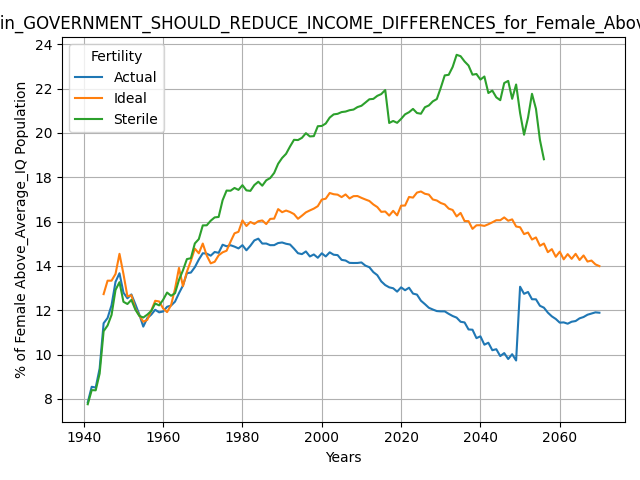 in_GOVERNMENT_SHOULD_REDUCE_INCOME_DIFFERENCES_for_Female_Abov
24
22
20
18
16
14
12
10
8
% of Female Above_Average_IQ Population
Fertility
Actual
Ideal
Sterile
1940 1960 1980 2000 2020 2040 2060
Years